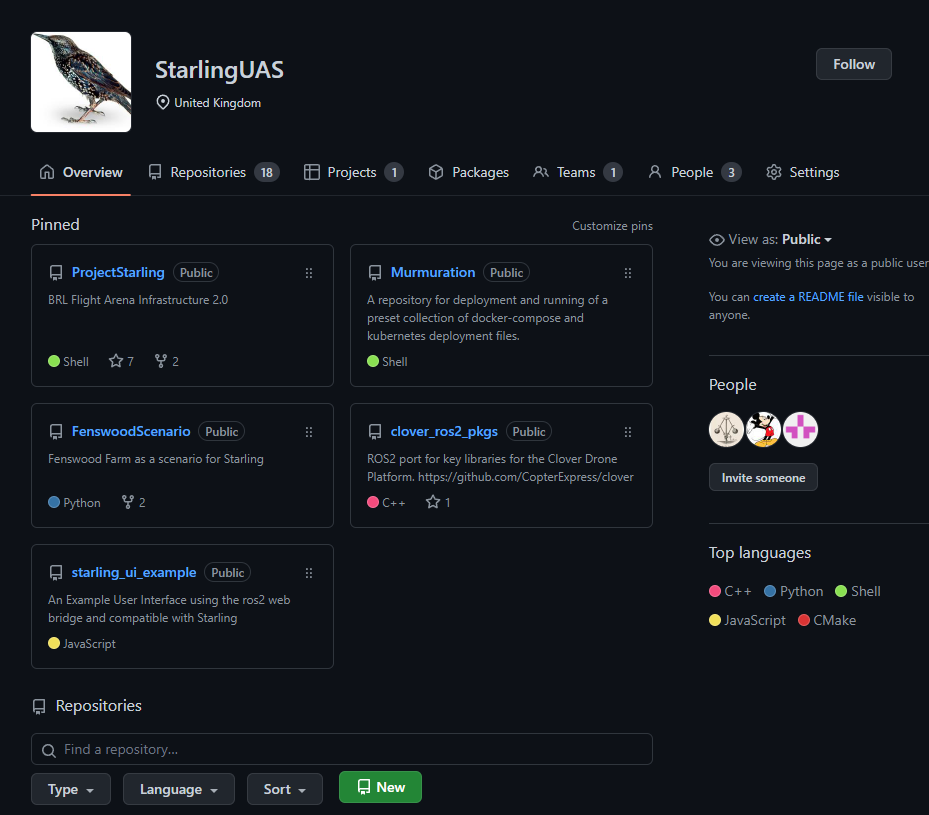 StarlingUAS
United Kingdom
Follow
Overview Repositories 18 Projects 1 Packages Teams 1 People 3 Settings
Pinned
Customize pins
ProjectStarling Public
BRL Flight Arena Infrastructure 2.0
Shell 7 2
Murmuration Public
A repository for deployment and running of a
preset collection of docker-compose and
kubernetes deployment files.
Shell
FenswoodScenario Public
Fenswood Farm as a scenario for Starling
Python 2
clover_ros2_pkgs Public
ROS2 port for key libraries for the Clover Drone
Platform. https://github.com/CopterExpress/clover
C++ 1
starling_ui_example Public
An Example User Interface using the ros2 web
bridge and compatible with Starling
JavaScript
Repositories
Find a repository...
Type Language Sort New
View as: Public
You are viewing this page as a public user
You can create a README file visible to
anyone.
People
Invite someone
Top languages
C++ Python Shell
JavaScript CMake